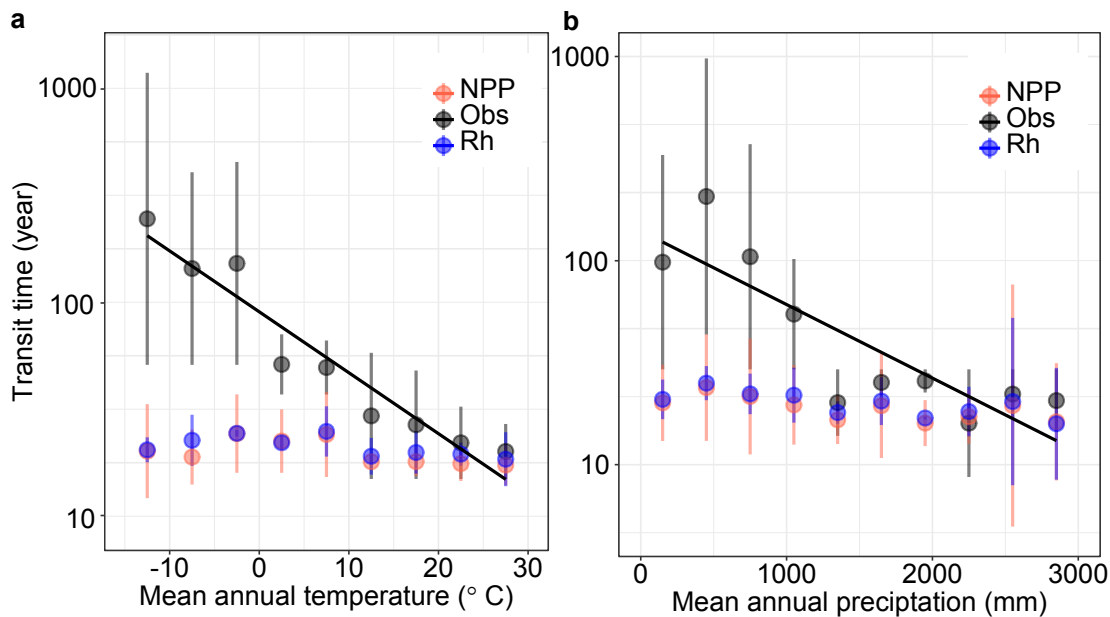 a
1000
100
10
Transit time (year)
NPP
Obs
Rh
-10 0 10 20 30
Mean annual temperature (° C)
b
1000
100
10
NPP
Obs
Rh
0 1000 2000 3000
Mean annual preciptation (mm)